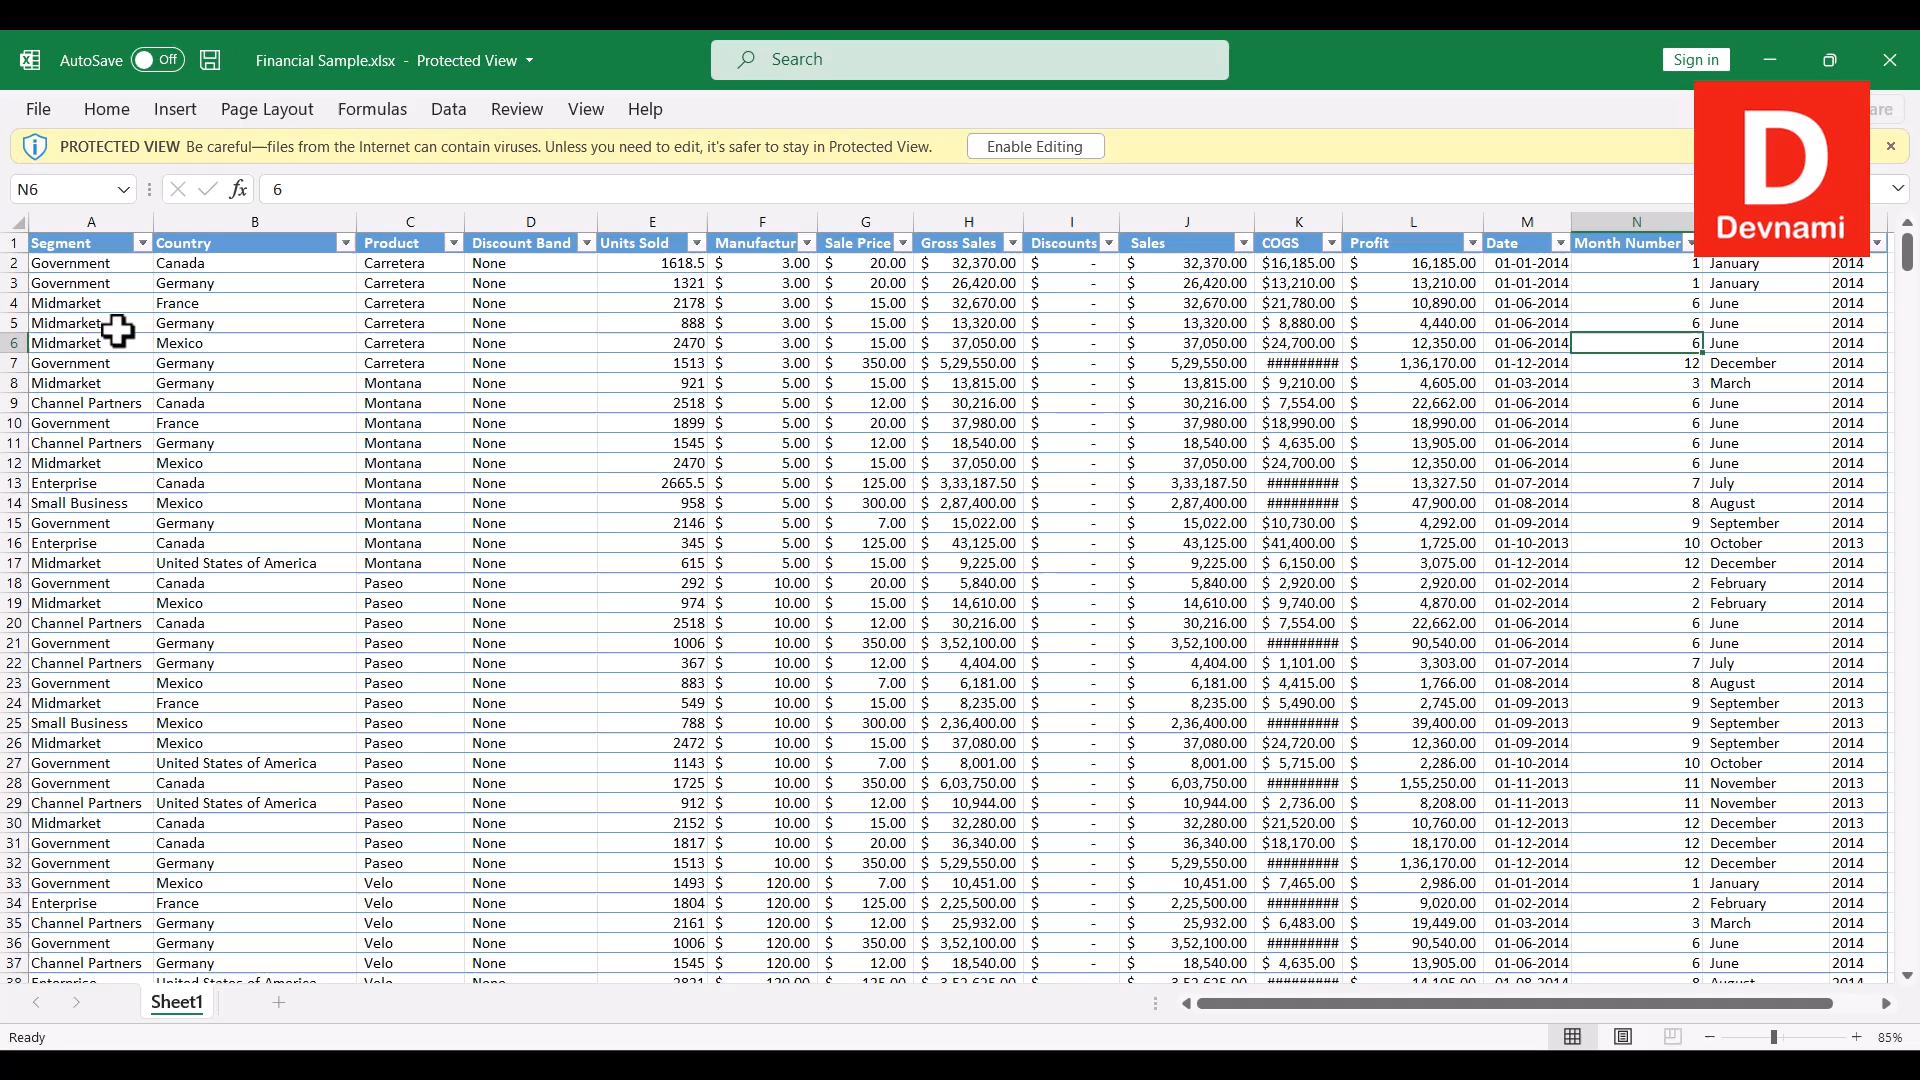 AutoSave Off Financial Sample.xlsx - Protected View Search Sign in
File Home Insert Page Layout Formulas Data Review View Help
PROTECTED VIEW Be careful—files from the Internet can contain viruses. Unless you need to edit, it's safer to stay in Protected View. Enable Editing
D
Devnami
N6 fx 6
A B C D E F G H I J K L M N
1 Segment Country Product Discount Band Units Sold Manufactur Sale Price Gross Sales Discounts Sales COGS Profit Date Month Number
2 Government Canada Carretera None 1618.5 $ 3.00 $ 20.00 $ 32,370.00 $ - $ 32,370.00 $16,185.00 $ 16,185.00 01-01-2014 1 January 2014
3 Government Germany Carretera None 1321 $ 3.00 $ 20.00 $ 26,420.00 $ - $ 26,420.00 $13,210.00 $ 13,210.00 01-01-2014 1 January 2014
4 Midmarket France Carretera None 2178 $ 3.00 $ 15.00 $ 32,670.00 $ - $ 32,670.00 $21,780.00 $ 10,890.00 01-06-2014 6 June 2014
5 Midmarket Germany Carretera None 888 $ 3.00 $ 15.00 $ 13,320.00 $ - $ 13,320.00 $ 8,880.00 $ 4,440.00 01-06-2014 6 June 2014
6 Midmarket Mexico Carretera None 2470 $ 3.00 $ 15.00 $ 37,050.00 $ - $ 37,050.00 $24,700.00 $ 12,350.00 01-06-2014 6 June 2014
7 Government Germany Carretera None 1513 $ 3.00 $ 350.00 $ 5,29,550.00 $ - $ 5,29,550.00 ######### $ 1,36,170.00 01-12-2014 12 December 2014
8 Midmarket Germany Montana None 921 $ 5.00 $ 15.00 $ 13,815.00 $ - $ 13,815.00 $ 9,210.00 $ 4,605.00 01-03-2014 3 March 2014
9 Channel Partners Canada Montana None 2518 $ 5.00 $ 12.00 $ 30,216.00 $ - $ 30,216.00 $ 7,554.00 $ 22,662.00 01-06-2014 6 June 2014
10 Government France Montana None 1899 $ 5.00 $ 20.00 $ 37,980.00 $ - $ 37,980.00 $18,990.00 $ 18,990.00 01-06-2014 6 June 2014
11 Channel Partners Germany Montana None 1545 $ 5.00 $ 12.00 $ 18,540.00 $ - $ 18,540.00 $ 4,635.00 $ 13,905.00 01-06-2014 6 June 2014
12 Midmarket Mexico Montana None 2470 $ 5.00 $ 15.00 $ 37,050.00 $ - $ 37,050.00 $24,700.00 $ 12,350.00 01-06-2014 6 June 2014
13 Enterprise Canada Montana None 2665.5 $ 5.00 $ 125.00 $ 3,33,187.50 $ - $ 3,33,187.50 ######### $ 13,327.50 01-07-2014 7 July 2014
14 Small Business Mexico Montana None 958 $ 5.00 $ 300.00 $ 2,87,400.00 $ - $ 2,87,400.00 ######### $ 47,900.00 01-08-2014 8 August 2014
15 Government Germany Montana None 2146 $ 5.00 $ 7.00 $ 15,022.00 $ - $ 15,022.00 $10,730.00 $ 4,292.00 01-09-2014 9 September 2014
16 Enterprise Canada Montana None 345 $ 5.00 $ 125.00 $ 43,125.00 $ - $ 43,125.00 $41,400.00 $ 1,725.00 01-10-2013 10 October 2013
17 Midmarket United States of America Montana None 615 $ 5.00 $ 15.00 $ 9,225.00 $ - $ 9,225.00 $ 6,150.00 $ 3,075.00 01-12-2014 12 December 2014
18 Government Canada Paseo None 292 $ 10.00 $ 20.00 $ 5,840.00 $ - $ 5,840.00 $ 2,920.00 $ 2,920.00 01-02-2014 2 February 2014
19 Midmarket Mexico Paseo None 974 $ 10.00 $ 15.00 $ 14,610.00 $ - $ 14,610.00 $ 9,740.00 $ 4,870.00 01-02-2014 2 February 2014
20 Channel Partners Canada Paseo None 2518 $ 10.00 $ 12.00 $ 30,216.00 $ - $ 30,216.00 $ 7,554.00 $ 22,662.00 01-06-2014 6 June 2014
21 Government Germany Paseo None 1006 $ 10.00 $ 350.00 $ 3,52,100.00 $ - $ 3,52,100.00 ######### $ 90,540.00 01-06-2014 6 June 2014
22 Channel Partners Germany Paseo None 367 $ 10.00 $ 12.00 $ 4,404.00 $ - $ 4,404.00 $ 1,101.00 $ 3,303.00 01-07-2014 7 July 2014
23 Government Mexico Paseo None 883 $ 10.00 $ 7.00 $ 6,181.00 $ - $ 6,181.00 $ 4,415.00 $ 1,766.00 01-08-2014 8 August 2014
24 Midmarket France Paseo None 549 $ 10.00 $ 15.00 $ 8,235.00 $ - $ 8,235.00 $ 5,490.00 $ 2,745.00 01-09-2013 9 September 2013
25 Small Business Mexico Paseo None 788 $ 10.00 $ 300.00 $ 2,36,400.00 $ - $ 2,36,400.00 ######### $ 39,400.00 01-09-2013 9 September 2013
26 Midmarket Mexico Paseo None 2472 $ 10.00 $ 15.00 $ 37,080.00 $ - $ 37,080.00 $24,720.00 $ 12,360.00 01-09-2014 9 September 2014
27 Government United States of America Paseo None 1143 $ 10.00 $ 7.00 $ 8,001.00 $ - $ 8,001.00 $ 5,715.00 $ 2,286.00 01-10-2014 10 October 2014
28 Government Canada Paseo None 1725 $ 10.00 $ 350.00 $ 6,03,750.00 $ - $ 6,03,750.00 ######### $ 1,55,250.00 01-11-2013 11 November 2013
29 Channel Partners United States of America Paseo None 912 $ 10.00 $ 12.00 $ 10,944.00 $ - $ 10,944.00 $ 2,736.00 $ 8,208.00 01-11-2013 11 November 2013
30 Midmarket Canada Paseo None 2152 $ 10.00 $ 15.00 $ 32,280.00 $ - $ 32,280.00 $21,520.00 $ 10,760.00 01-12-2013 12 December 2013
31 Government Canada Paseo None 1817 $ 10.00 $ 20.00 $ 36,340.00 $ - $ 36,340.00 $18,170.00 $ 18,170.00 01-12-2014 12 December 2014
32 Government Germany Paseo None 1513 $ 10.00 $ 350.00 $ 5,29,550.00 $ - $ 5,29,550.00 ######### $ 1,36,170.00 01-12-2014 12 December 2014
33 Government Mexico Velo None 1493 $ 120.00 $ 7.00 $ 10,451.00 $ - $ 10,451.00 $ 7,465.00 $ 2,986.00 01-01-2014 1 January 2014
34 Enterprise France Velo None 1804 $ 120.00 $ 125.00 $ 2,25,500.00 $ - $ 2,25,500.00 ######### $ 9,020.00 01-02-2014 2 February 2014
35 Channel Partners Germany Velo None 2161 $ 120.00 $ 12.00 $ 25,932.00 $ - $ 25,932.00 $ 6,483.00 $ 19,449.00 01-03-2014 3 March 2014
36 Government Germany Velo None 1006 $ 120.00 $ 350.00 $ 3,52,100.00 $ - $ 3,52,100.00 ######### $ 90,540.00 01-06-2014 6 June 2014
37 Channel Partners Germany Velo None 1545 $ 120.00 $ 12.00 $ 18,540.00 $ - $ 18,540.00 $ 4,635.00 $ 13,905.00 01-06-2014 6 June 2014
Sheet1
Ready 85%